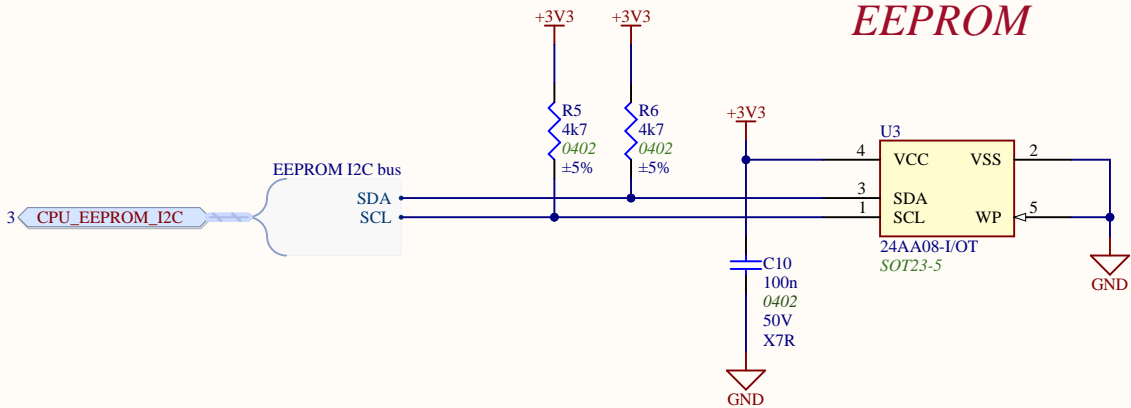 EEPROM
+3V3
+3V3
R5
4k7
0402
±5%
R6
4k7
0402
±5%
+3V3
EEPROM I2C bus
SDA
SCL
3
CPU_EEPROM_I2C
U3
4
VCC
VSS
2
3
SDA
1
SCL
WP
5
24AA08-I/OT
SOT23-5
GND
C10
100n
0402
50V
X7R
GND